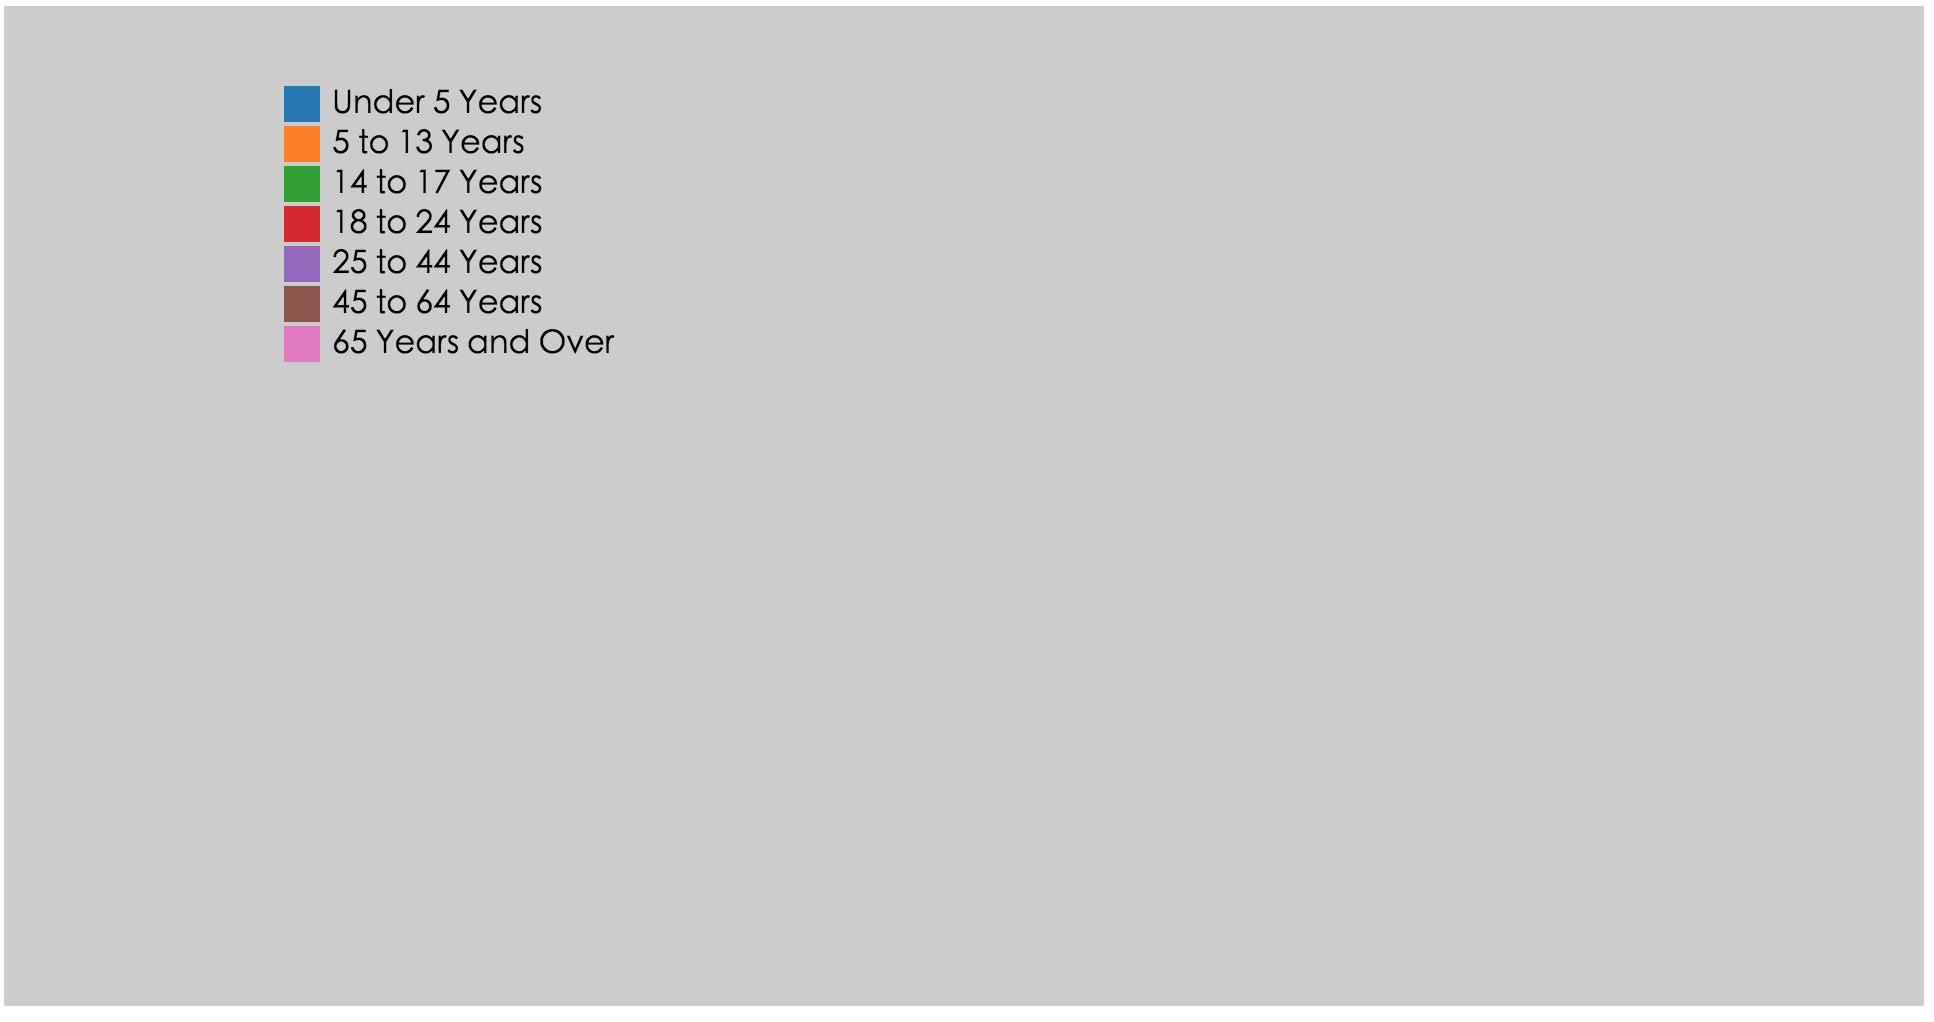 Under 5 Years
5 to 13 Years
14 to 17 Years
18 to 24 Years
25 to 44 Years
45 to 64 Years
65 Years and Over